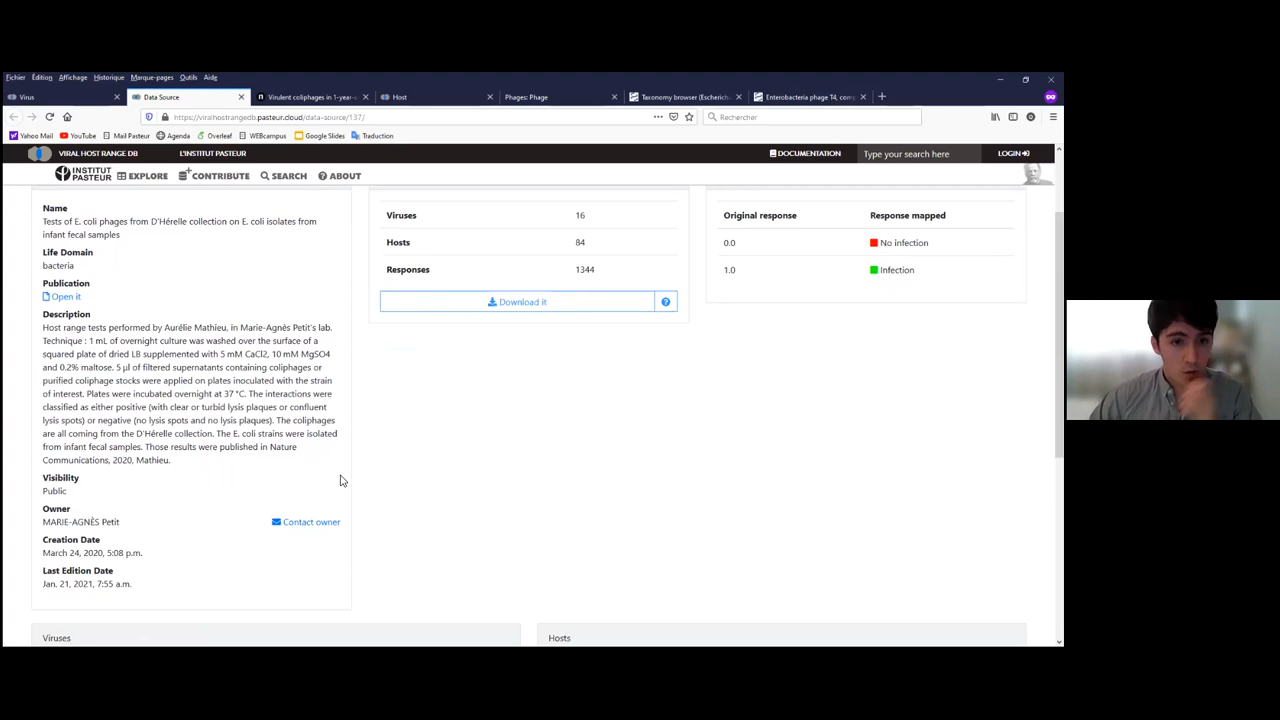 Fichier Édition Affichage Historique Marque-pages Outils Aide
Virus
Data Source
Virulent coliphages in 1-year-
Host
Phages: Phage
Taxonomy browser (Escherich
Enterobacteria phage T4, com
https://viralhostrangedb.pasteur.cloud/data-source/137/
Rechercher
Yahoo Mail YouTube Mail Pasteur Agenda Overleaf WEBcampus Google Slides Traduction
VIRAL HOST RANGE DB L'INSTITUT PASTEUR DOCUMENTATION Type your search here LOGIN
INSTITUT PASTEUR EXPLORE CONTRIBUTE SEARCH ABOUT
Name
Tests of E. coli phages from D'Hérelle collection on E. coli isolates from
infant fecal samples
Life Domain
bacteria
Publication
Open it
Description
Host range tests performed by Aurélie Mathieu, in Marie-Agnès Petit's lab.
Technique : 1 mL of overnight culture was washed over the surface of a
squared plate of dried LB supplemented with 5 mM CaCl2, 10 mM MgSO4
and 0.2% maltose. 5 µl of filtered supernatants containing coliphages or
purified coliphage stocks were applied on plates inoculated with the strain
of interest. Plates were incubated overnight at 37 °C. The interactions were
classified as either positive (with clear or turbid lysis plaques or confluent
lysis spots) or negative (no lysis spots and no lysis plaques). The coliphages
are all coming from the D'Hérelle collection. The E. coli strains were isolated
from infant fecal samples. Those results were published in Nature
Communications, 2020, Mathieu.
Visibility
Public
Owner
MARIE-AGNÈS Petit Contact owner
Creation Date
March 24, 2020, 5:08 p.m.
Last Edition Date
Jan. 21, 2021, 7:55 a.m.
Viruses 16
Hosts 84
Responses 1344
Download it
Original response Response mapped
0.0 No infection
1.0 Infection
Viruses
Hosts